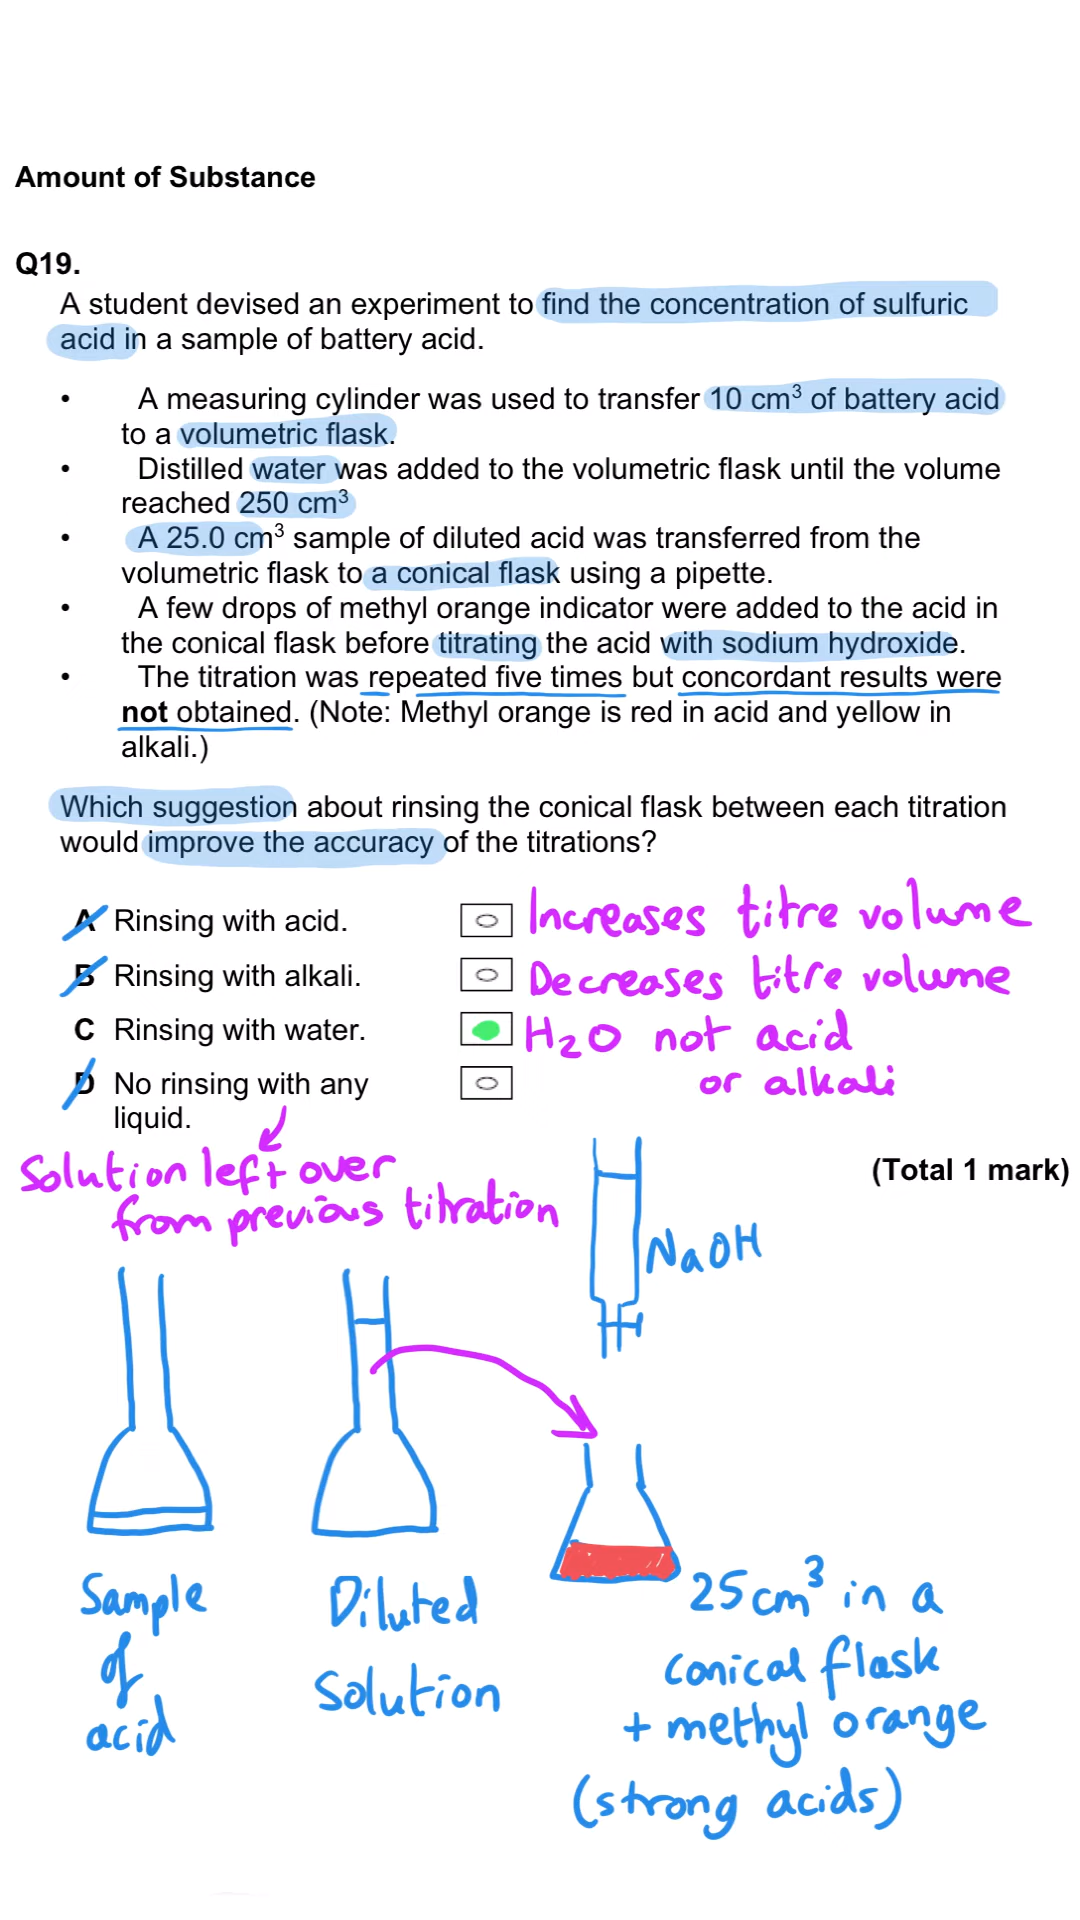 Amount of Substance
Q19.
A student devised an experiment to find the concentration of sulfuric
acid in a sample of battery acid.
• A measuring cylinder was used to transfer 10 cm³ of battery acid
to a volumetric flask.
• Distilled water was added to the volumetric flask until the volume
reached 250 cm³
• A 25.0 cm³ sample of diluted acid was transferred from the
volumetric flask to a conical flask using a pipette.
• A few drops of methyl orange indicator were added to the acid in
the conical flask before titrating the acid with sodium hydroxide.
• The titration was repeated five times but concordant results were
not obtained. (Note: Methyl orange is red in acid and yellow in
alkali.)
Which suggestion about rinsing the conical flask between each titration
would improve the accuracy of the titrations?
A Rinsing with acid. Increases titre volume
B Rinsing with alkali. Decreases titre volume
C Rinsing with water. H₂O not acid
or alkali
D No rinsing with any
liquid.
(Total 1 mark)
Solution left over
from previous titration
NaOH
Sample
of
acid
Diluted
Solution
25cm³ in a
conical flask
+ methyl orange
(strong acids)